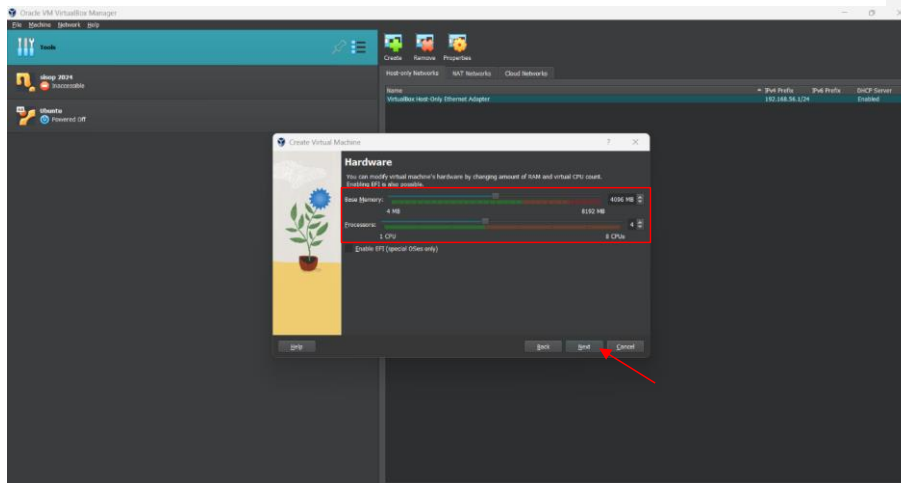 Oracle VM VirtualBox Manager
File Machine Network Help
Tools
Create Remove Properties
Host-only Networks NAT Networks Cloud Networks
shop 2024
Inaccessible
Name IPv4 Prefix IPv6 Prefix DHCP Server
VirtualBox Host-Only Ethernet Adapter 192.168.56.1/24 Enabled
Ubuntu
Powered Off
Create Virtual Machine
Hardware
You can modify virtual machine's hardware by changing amount of RAM and virtual CPU count.
Enabling EFI is also possible.
Base Memory: 4096 MB
4 MB 8192 MB
Processors: 4
1 CPU 8 CPUs
Enable EFI (special OSes only)
Help Back Next Cancel